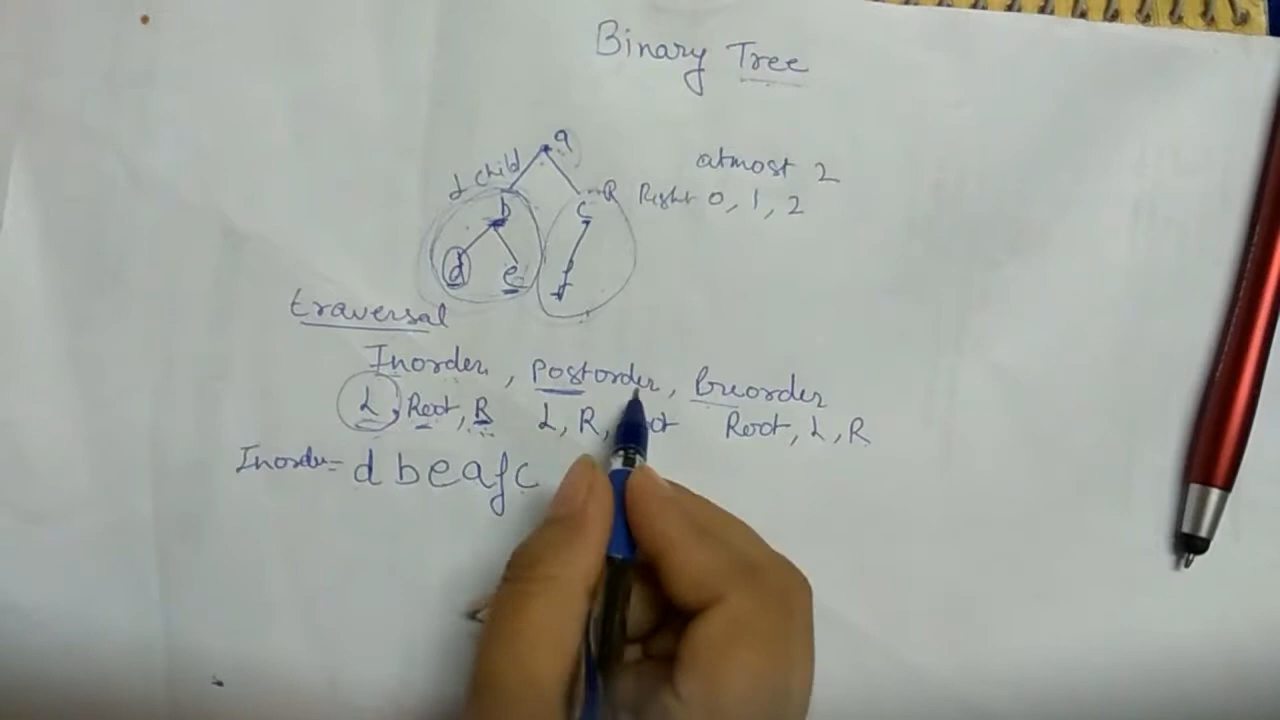 Binary Tree
a
L child
atmost 2
R Right 0, 1, 2
b c
d e f
traversal
Inorder, Postorder, Preorder
L, Root, R L, R, Root, L, R
Inorder= d b e a f c